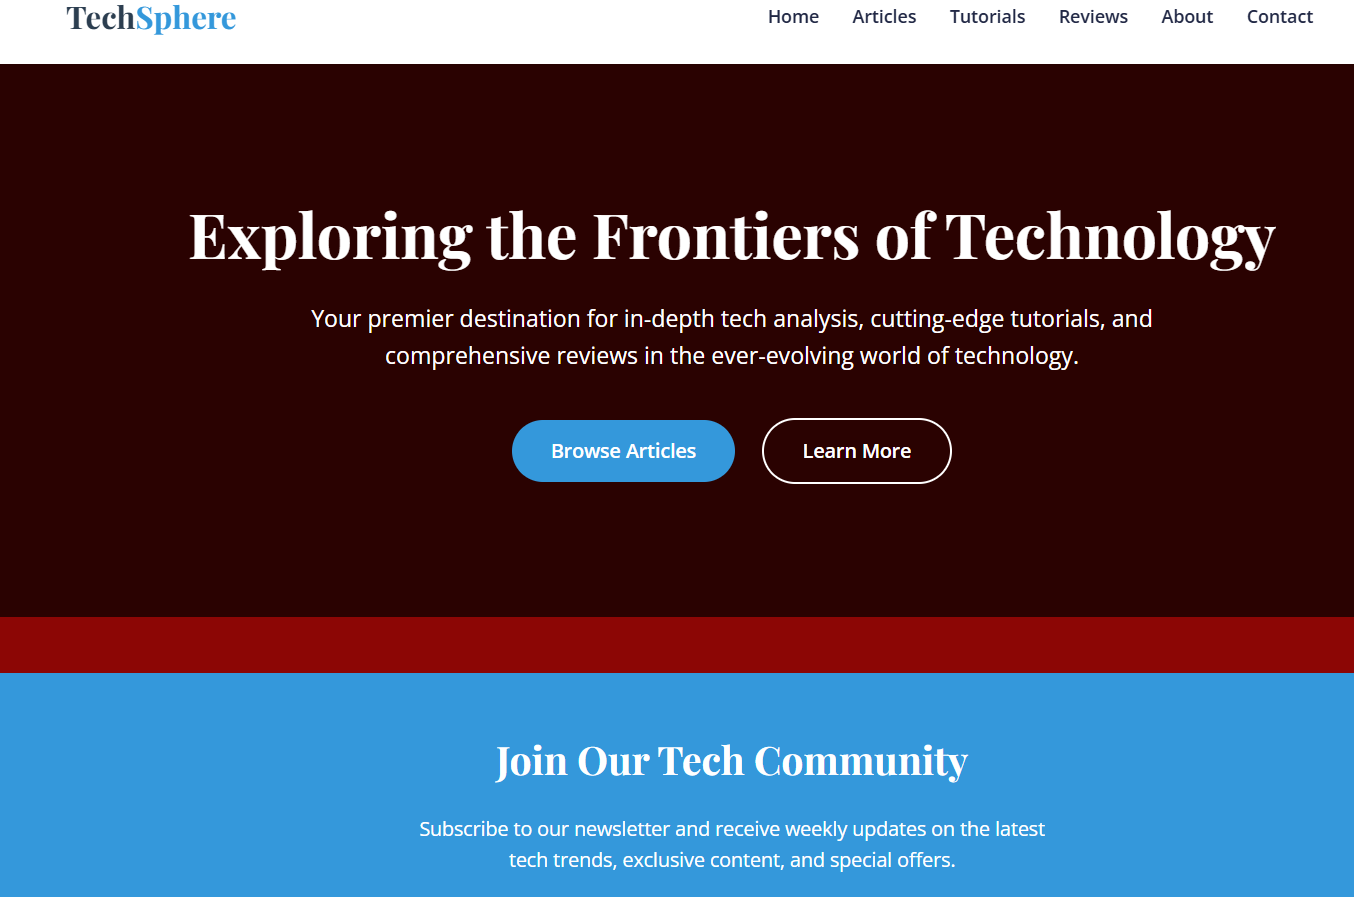 TechSphere
Home Articles Tutorials Reviews About Contact
Exploring the Frontiers of Technology
Your premier destination for in-depth tech analysis, cutting-edge tutorials, and
comprehensive reviews in the ever-evolving world of technology.
Browse Articles Learn More
Join Our Tech Community
Subscribe to our newsletter and receive weekly updates on the latest
tech trends, exclusive content, and special offers.